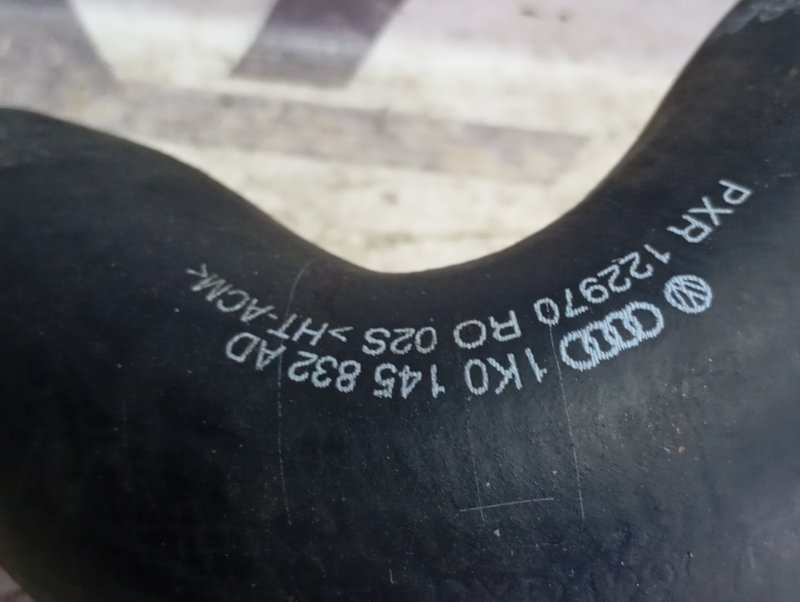 1K0 145 832 AD
PXR 122970 RO 02S >HT-ACM<